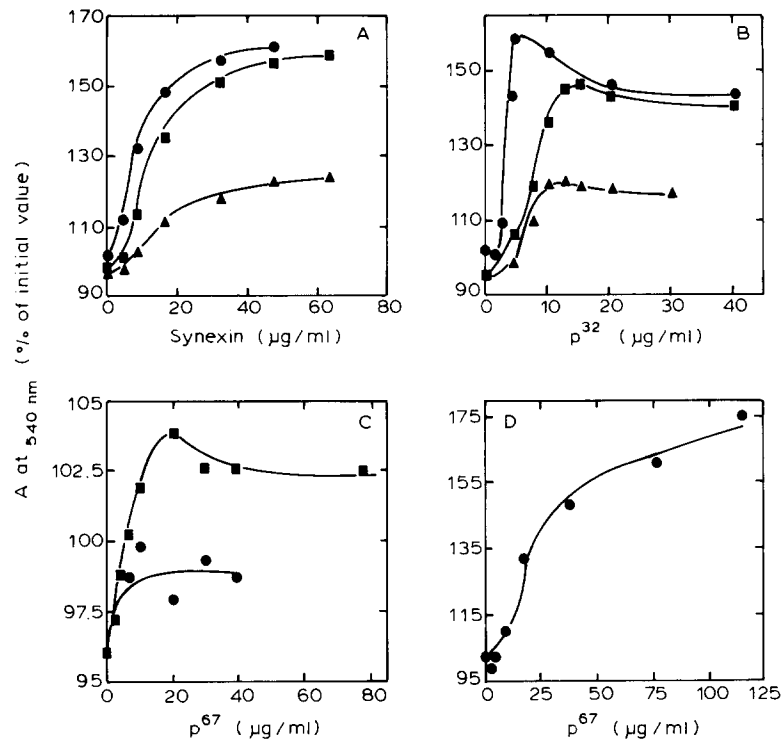 A
170
150
130
110
90
0 20 40 60 80
Synexin (µg/ml)
B
150
130
110
90
0 10 20 30 40
p³² (µg/ml)
A at 540 nm (% of initial value)
C
105
102.5
100
97.5
95
0 20 40 60 80
p⁶⁷ (µg/ml)
D
175
155
135
115
95
0 25 50 75 100 125
p⁶⁷ (µg/ml)